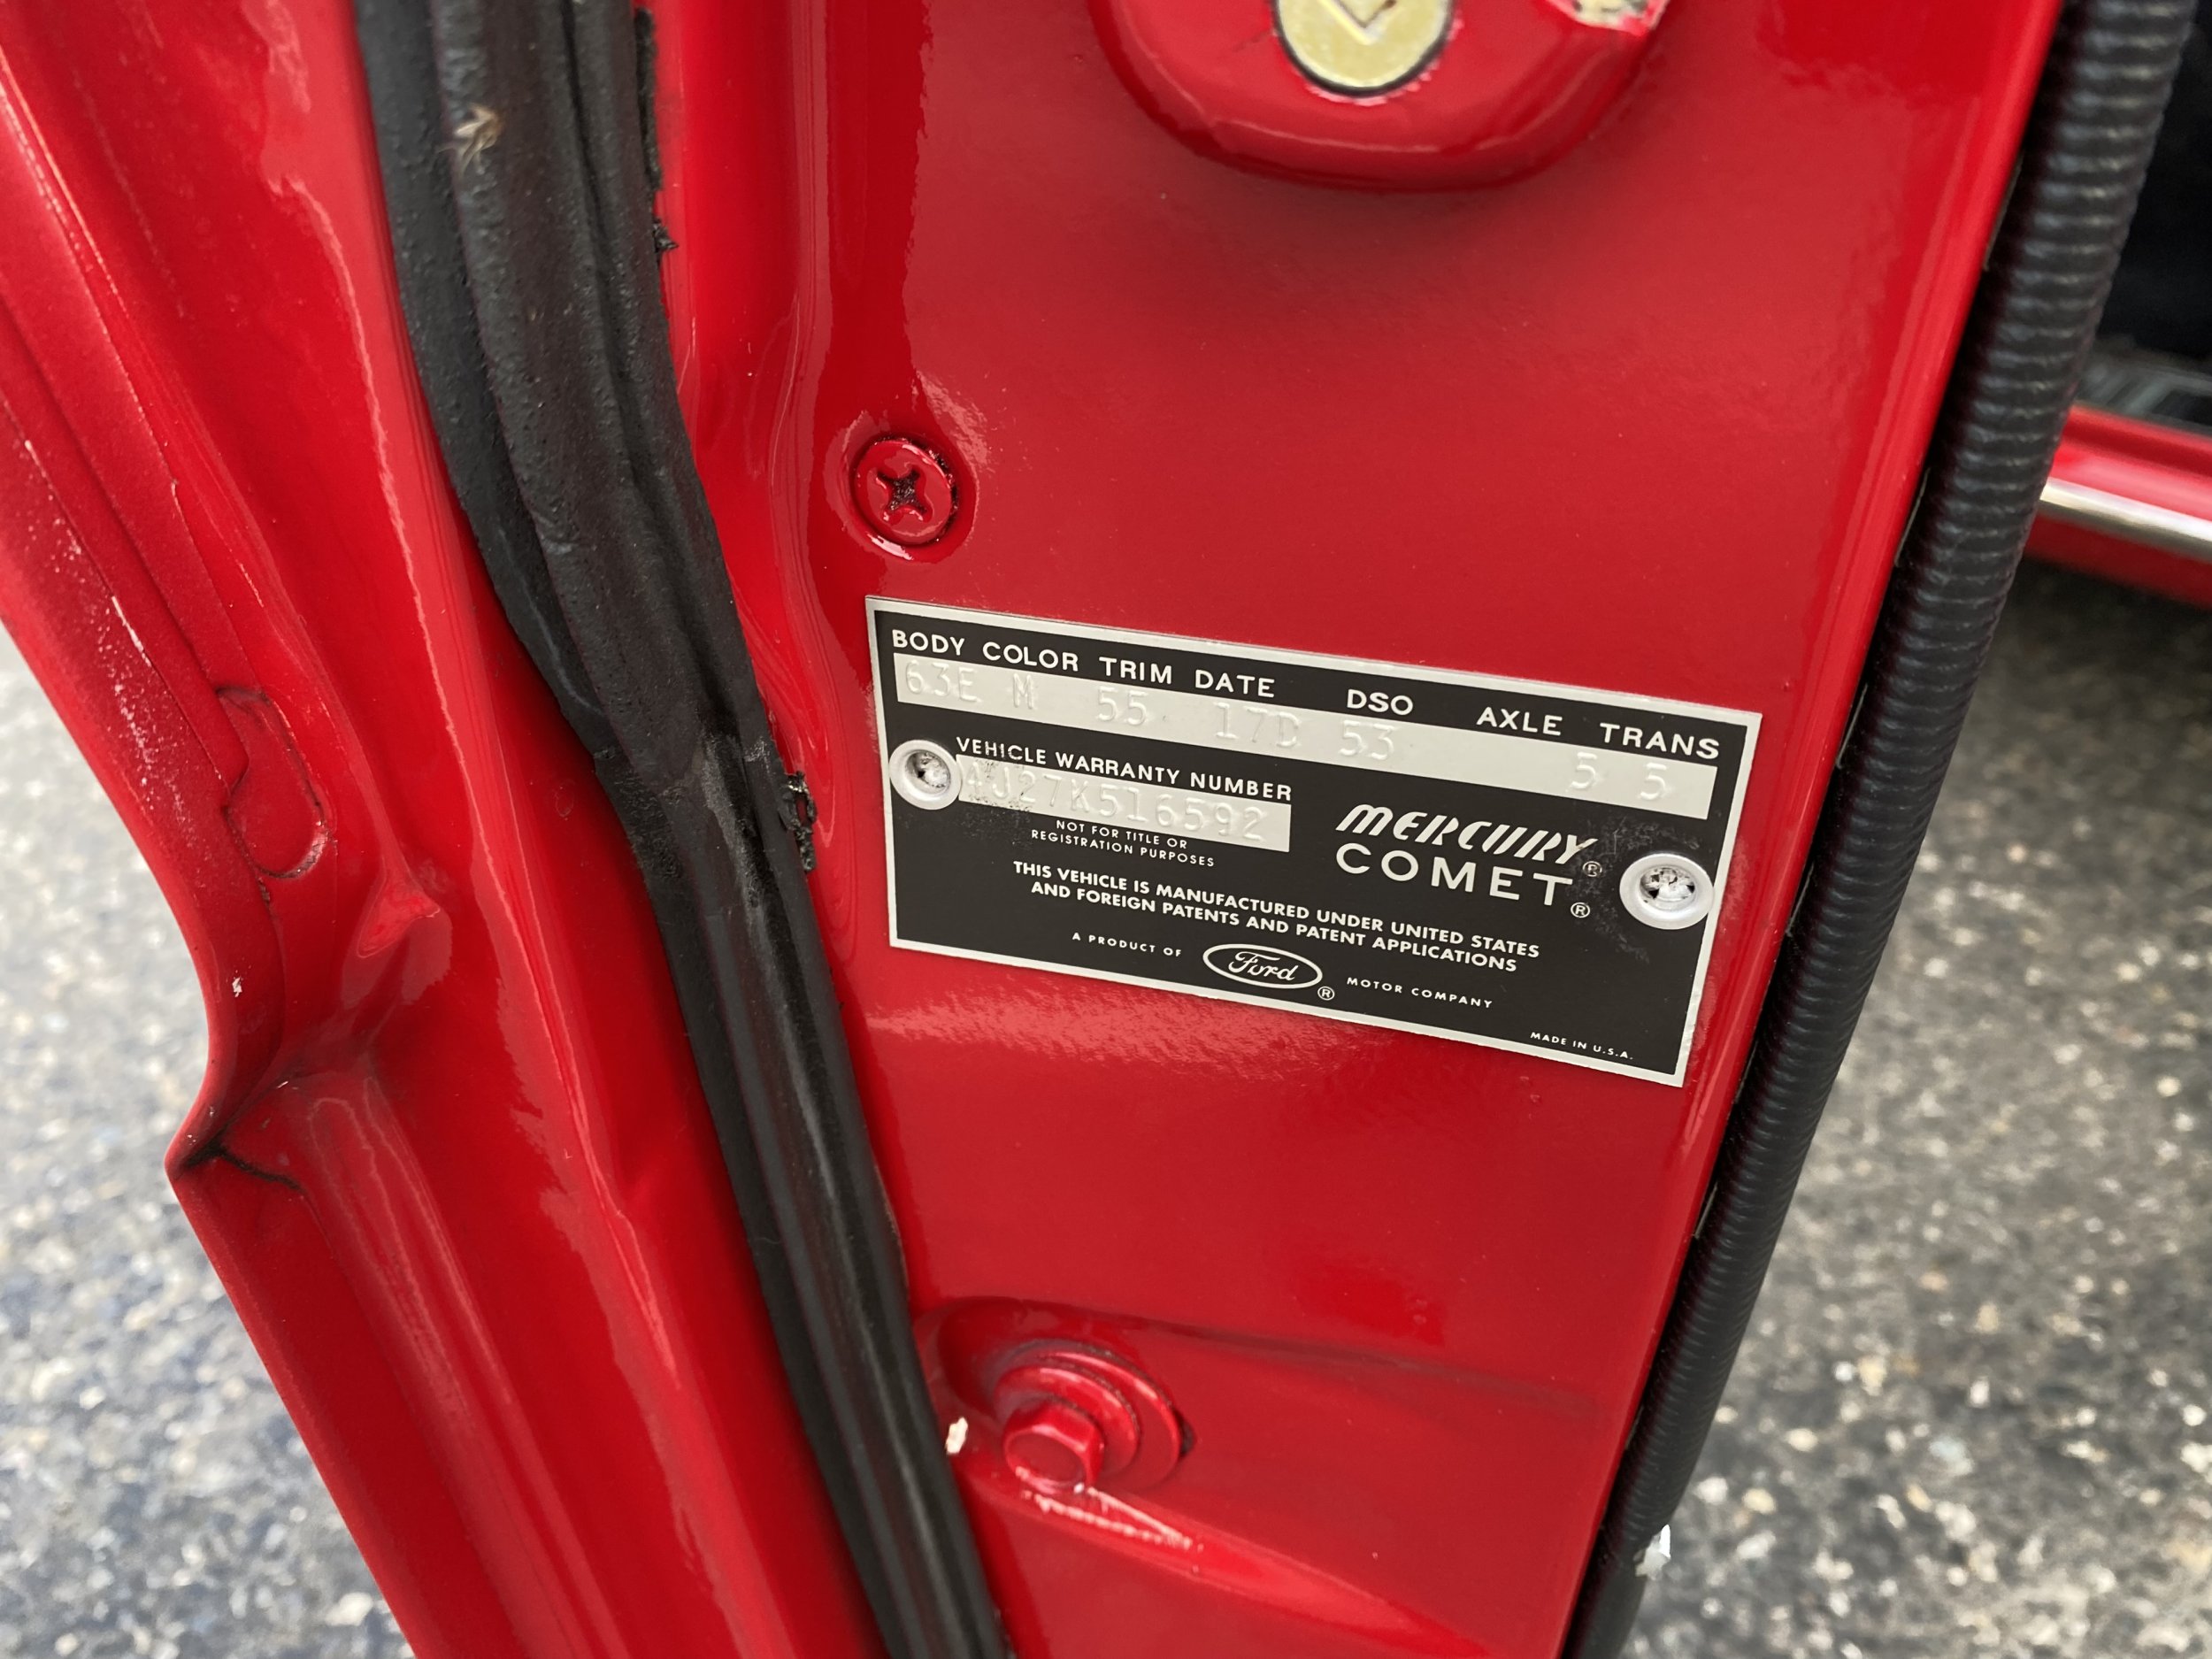 BODY COLOR TRIM DATE DSO AXLE TRANS
63E M 55 17D 53 5 5
VEHICLE WARRANTY NUMBER
4J27K516592
NOT FOR TITLE OR
REGISTRATION PURPOSES
MERCURY®
COMET®
THIS VEHICLE IS MANUFACTURED UNDER UNITED STATES
AND FOREIGN PATENTS AND PATENT APPLICATIONS
A PRODUCT OF Ford® MOTOR COMPANY
MADE IN U.S.A.